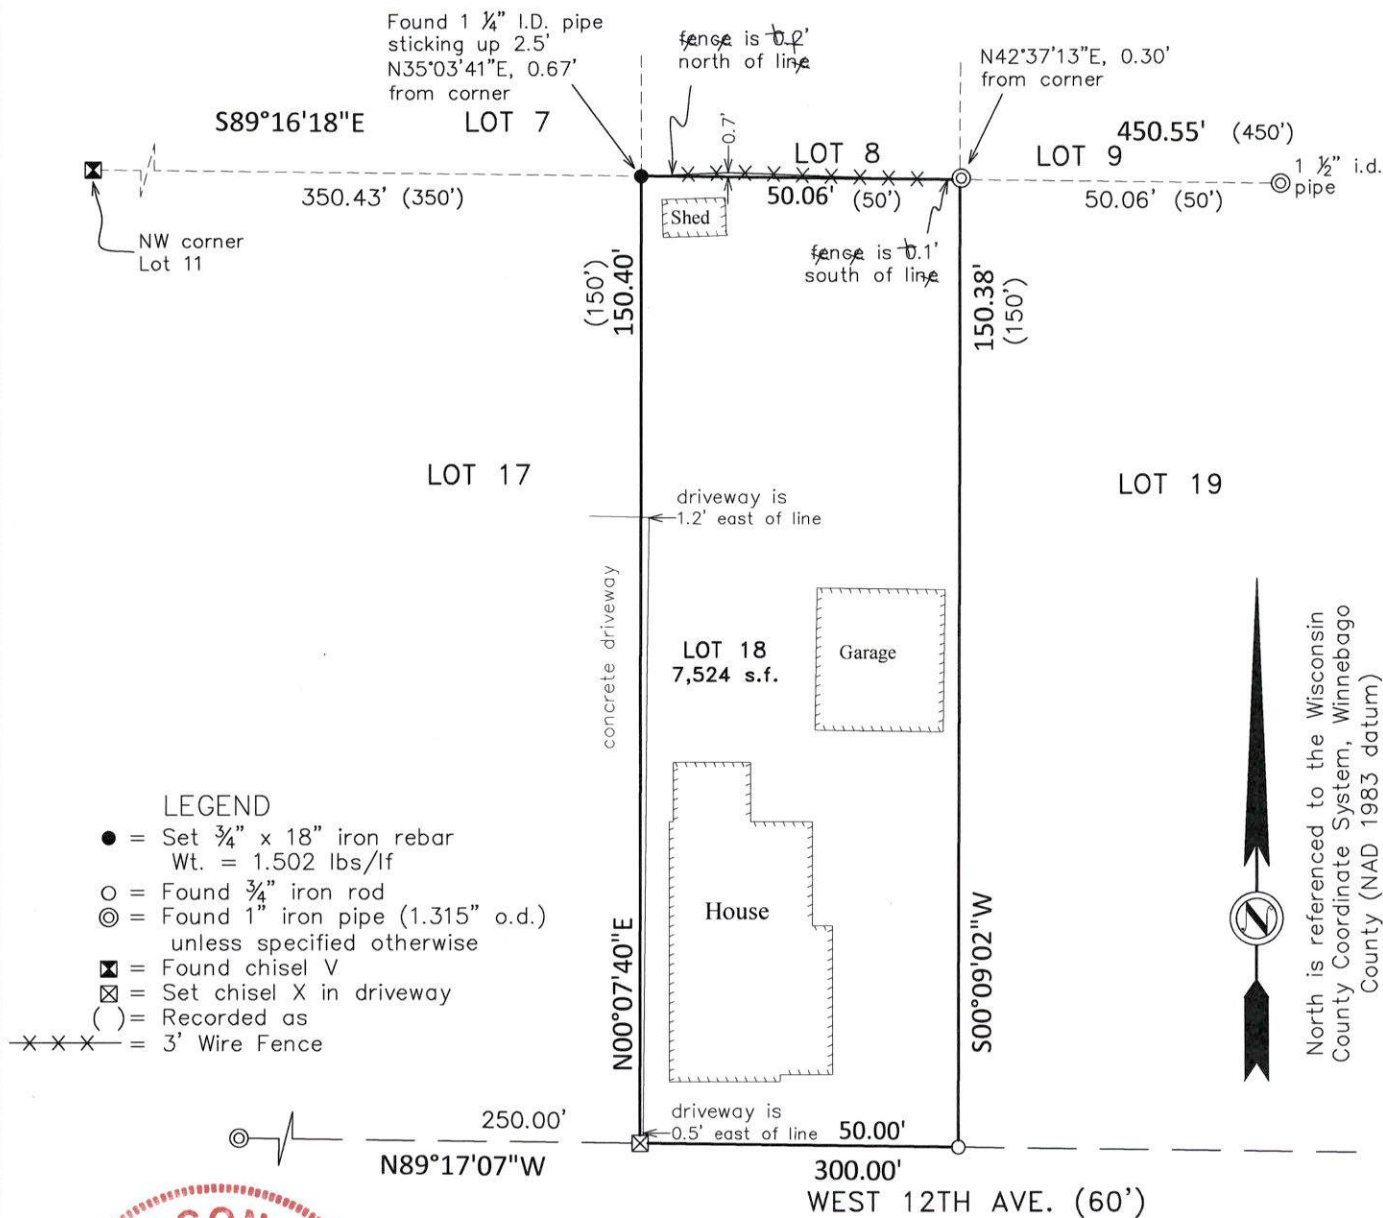 Found 1 ¼" I.D. pipe
sticking up 2.5'
N35°03'41"E, 0.67'
from corner
fence is 0.2'
north of line
N42°37'13"E, 0.30'
from corner
S89°16'18"E
LOT 7
0.7'
LOT 8
LOT 9
450.55' (450')
350.43' (350')
50.06' (50')
50.06' (50')
1 ½" i.d.
pipe
NW corner
Lot 11
Shed
fence is 0.1'
south of line
(150')
150.40'
150.38'
(150')
LOT 17
LOT 19
driveway is
1.2' east of line
concrete driveway
LOT 18
7,524 s.f.
Garage
House
LEGEND
= Set ¾" x 18" iron rebar
Wt. = 1.502 lbs/lf
= Found ¾" iron rod
= Found 1" iron pipe (1.315" o.d.)
unless specified otherwise
= Found chisel V
= Set chisel X in driveway
( )= Recorded as
= 3' Wire Fence
N00°07'40"E
S00°09'02"W
N
North is referenced to the Wisconsin
County Coordinate System, Winnebago
County (NAD 1983 datum)
driveway is
0.5' east of line
250.00'
50.00'
N89°17'07"W
300.00'
WEST 12TH AVE. (60')
CON